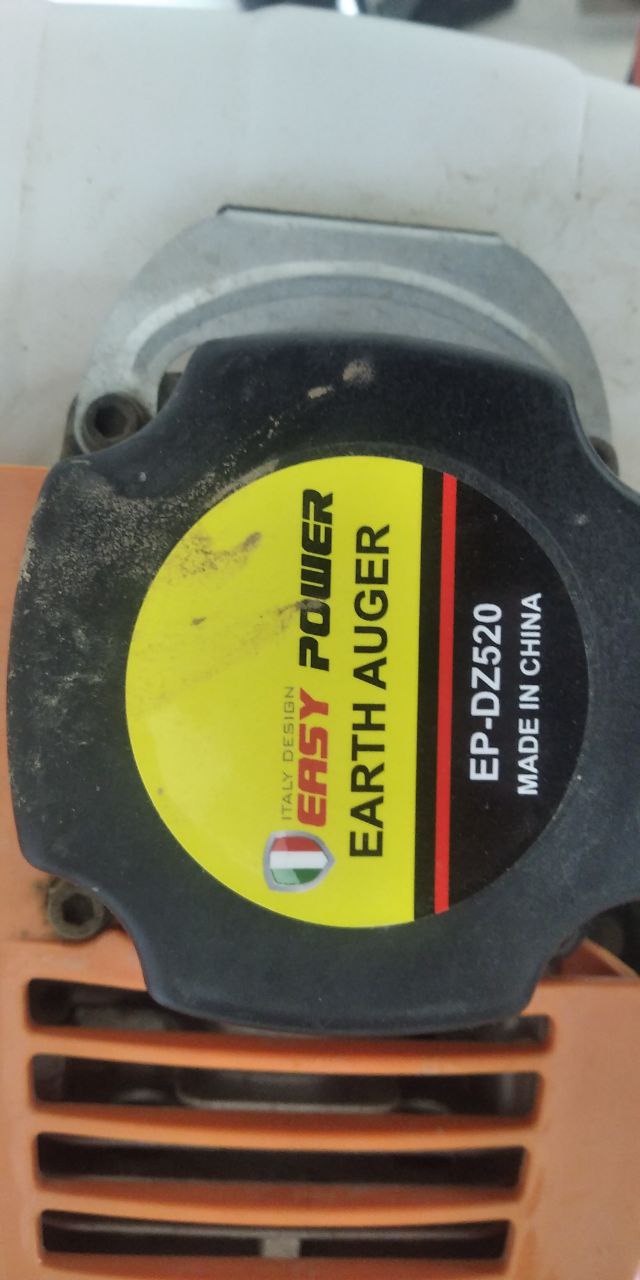 ITALY DESIGN
EASY POWER
EARTH AUGER
EP-DZ520
MADE IN CHINA